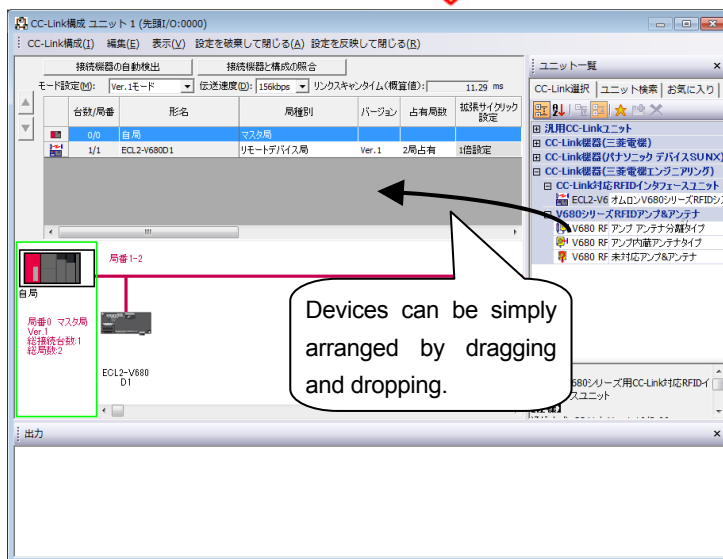 CC-Link構成 ユニット 1 (先頭I/O:0000)
CC-Link構成(I) 編集(E) 表示(V) 設定を破棄して閉じる(A) 設定を反映して閉じる(R)
接続機器の自動検出 接続機器と構成の照合
モード設定(M): Ver.1モード 伝送速度(D): 156kbps リンクスキャンタイム(概算値): 11.29 ms
台数/局番 形名 局種別 バージョン 占有局数 拡張サイクリック設定
0/0 自局 マスタ局
1/1 ECL2-V680D1 リモートデバイス局 Ver.1 2局占有 1倍設定
ユニット一覧
CC-Link選択 ユニット検索 お気に入り
汎用CC-Linkユニット
CC-Link機器(三菱電機)
CC-Link機器(パナソニック デバイスSUNX)
CC-Link機器(三菱電機エンジニアリング)
CC-Link対応RFIDインタフェースユニット
ECL2-V6 オムロンV680シリーズRFIDシ
V680シリーズRFIDアンプ&アンテナ
V680 RF アンプ アンテナ分離タイプ
V680 RF アンプ内蔵アンテナタイプ
V680 RF 未対応アンプ&アンテナ
局番1-2
自局
局番0 マスタ局
Ver.1
総接続台数:1
総局数:2
ECL2-V680
D1
Devices can be simply
arranged by dragging
and dropping.
680シリーズ用CC-Link対応RFIDイ
スユニット
出力